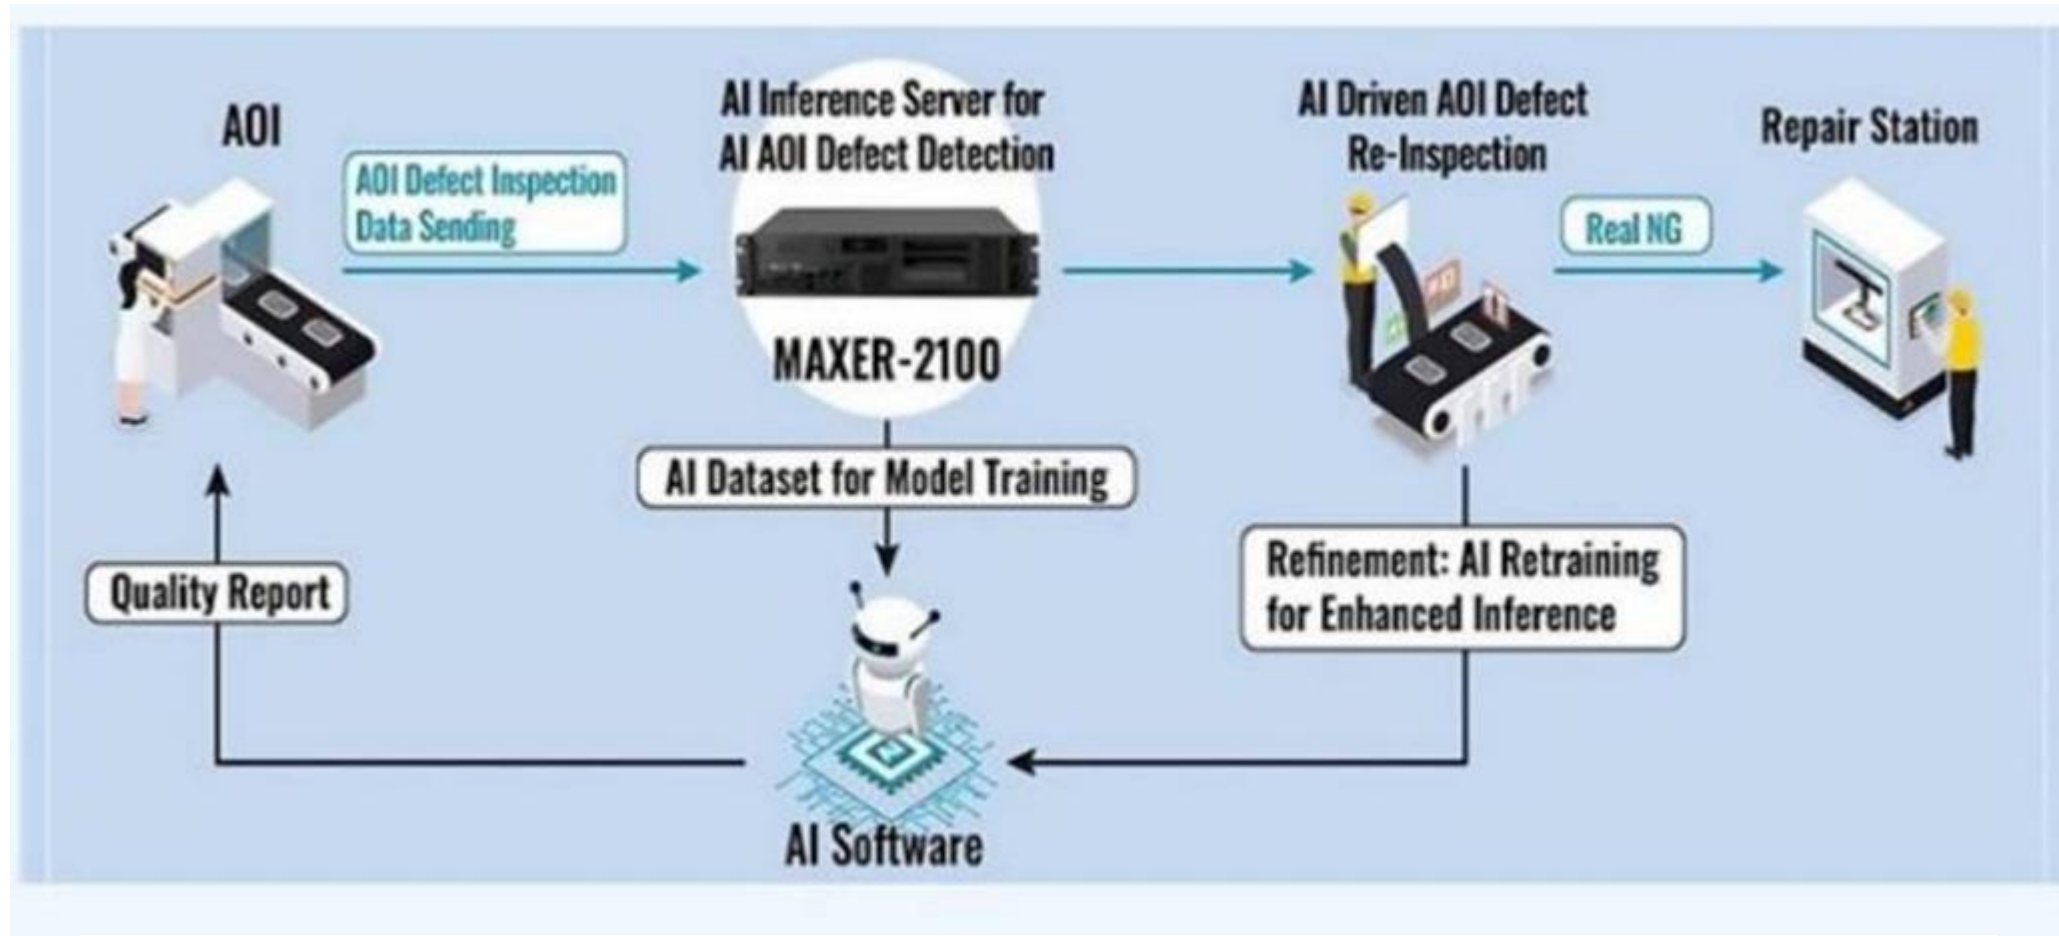 AOI
AOI Defect Inspection
Data Sending
AI Inference Server for
AI AOI Defect Detection
MAXER-2100
AI Driven AOI Defect
Re-Inspection
Real NG
Repair Station
AI Dataset for Model Training
Refinement: AI Retraining
for Enhanced Inference
Quality Report
AI Software